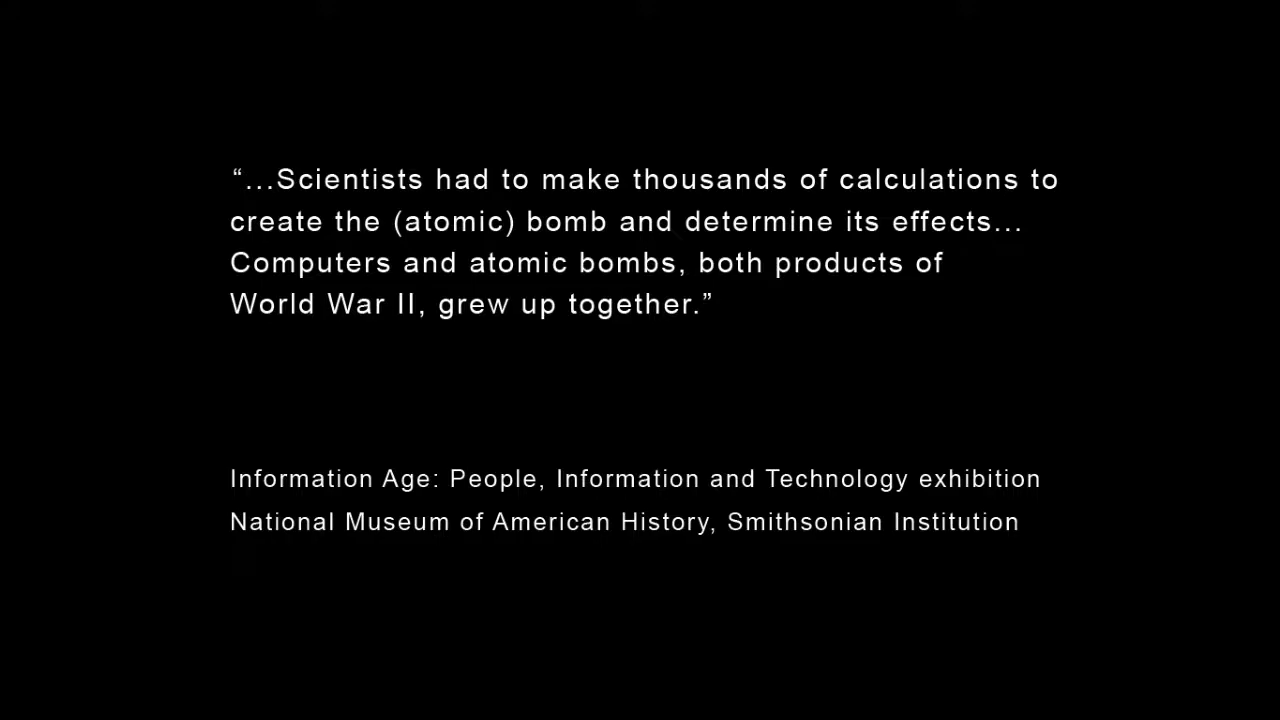 “...Scientists had to make thousands of calculations to
create the (atomic) bomb and determine its effects...
Computers and atomic bombs, both products of
World War II, grew up together.”
Information Age: People, Information and Technology exhibition
National Museum of American History, Smithsonian Institution